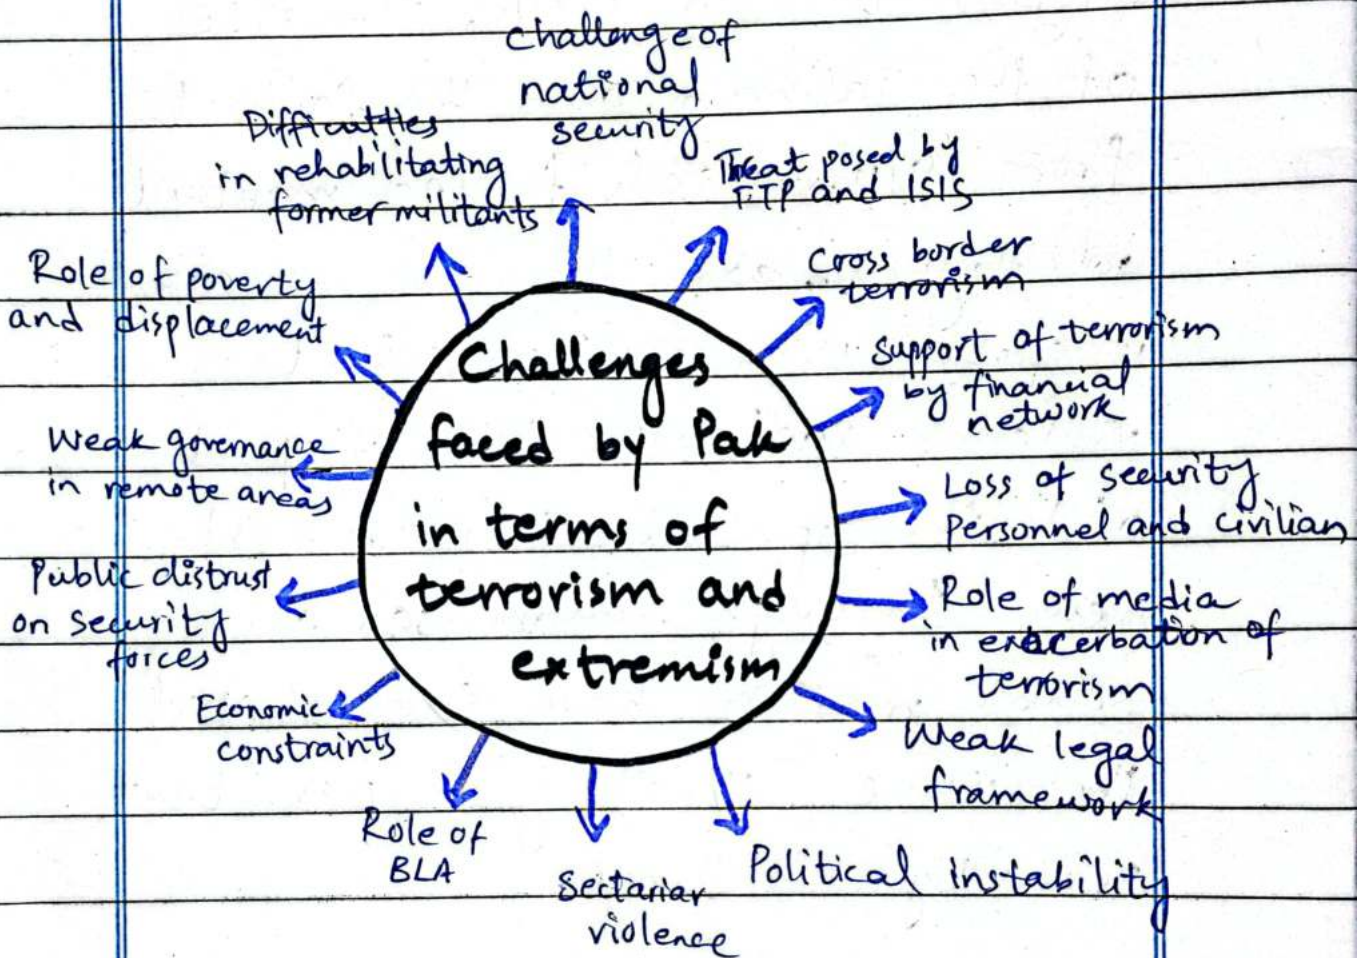 Challenges
faced by Pak
in terms of
terrorism and
extremism
challenge of
national
security
Threat posed by
TTP and ISIS
Cross border
terrorism
Support of terrorism
by financial
network
Loss of security
Personnel and civilian
Role of media
in exacerbation of
terrorism
Weak legal
framework
Political instability
Sectarian
violence
Role of
BLA
Economic
constraints
Public distrust
on security
forces
Weak governance
in remote areas
Role of poverty
and displacement
Difficulties
in rehabilitating
former militants